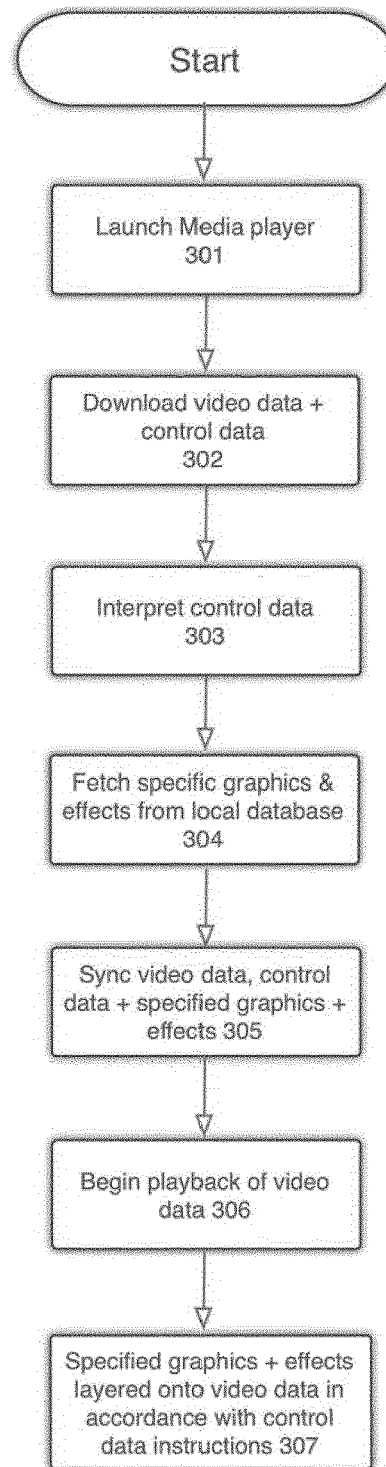 Start
Launch Media player
301
Download video data +
control data
302
Interpret control data
303
Fetch specific graphics &
effects from local database
304
Sync video data, control
data + specified graphics +
effects 305
Begin playback of video
data 306
Specified graphics + effects
layered onto video data in
accordance with control
data instructions 307